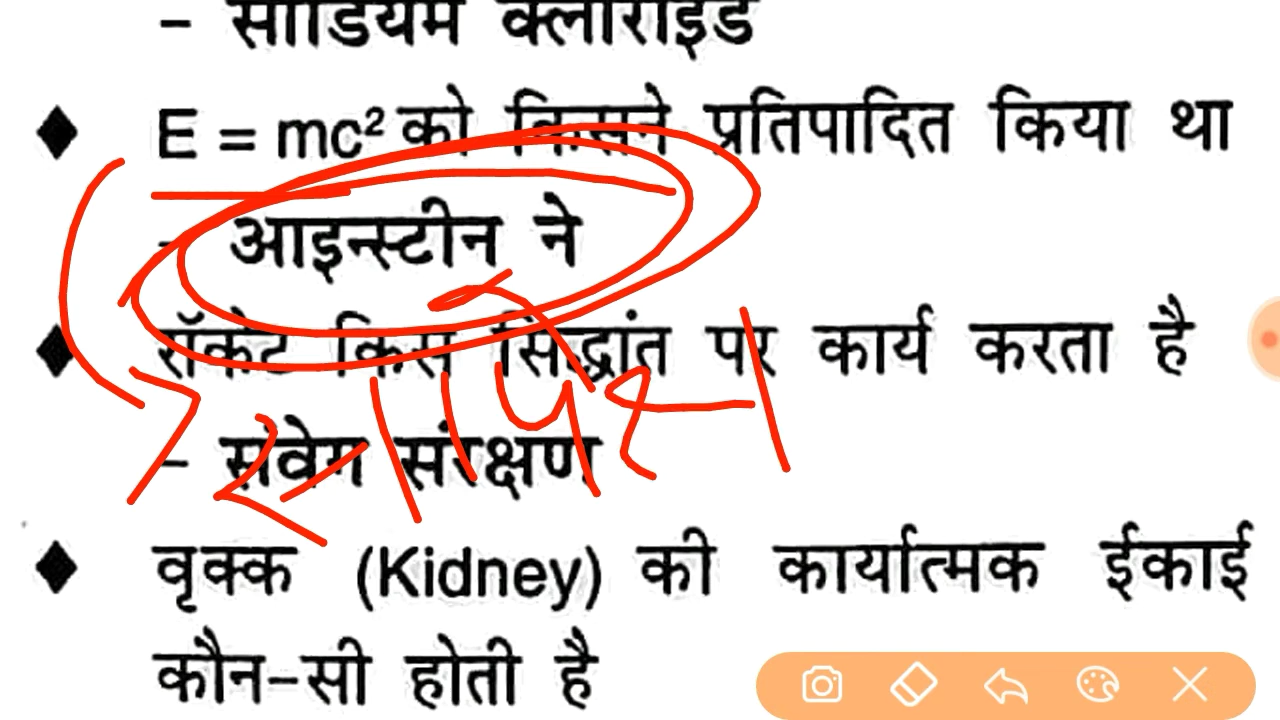 - सोडियम क्लोराइड
◆ E = mc² को किसने प्रतिपादित किया था
- आइन्स्टीन ने
◆ रॉकेट किस सिद्धांत पर कार्य करता है
- संवेग संरक्षण
◆ वृक्क (Kidney) की कार्यात्मक ईकाई
कौन-सी होती है